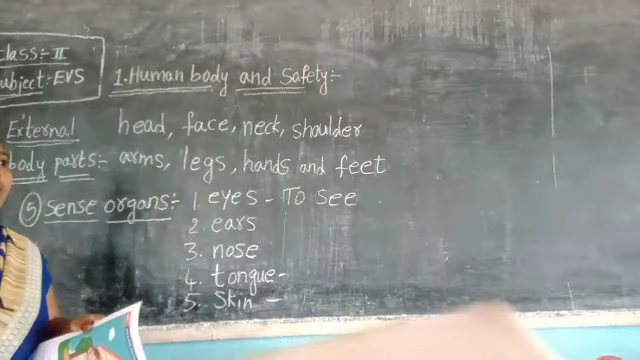 Class:- II
Subject:- EVS
1. Human body and Safety:-
External head, face, neck, shoulder
body parts:- arms, legs, hands and feet
5 Sense organs:- 1. eyes - To see
2. ears
3. nose
4. tongue-
5. Skin -